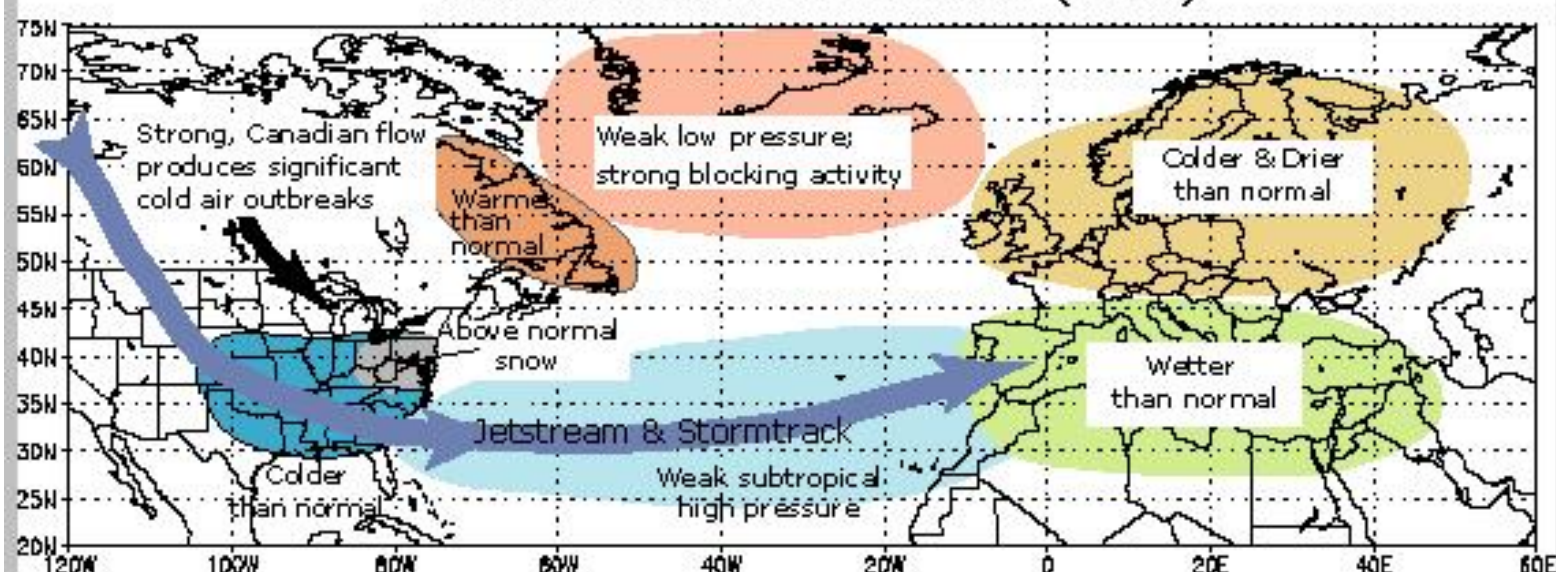 75N
70N
65N
60N
55N
50N
45N
40N
35N
30N
25N
20N
Strong, Canadian flow
produces significant
cold air outbreaks
Warme
than
normal
Weak low pressure;
strong blocking activity
Colder & Drier
than normal
Above normal
snow
Wetter
than normal
Jetstream & Stormtrack
Colder
than normal
Weak subtropical
high pressure
120W 100W 80W 60W 40W 20W 0 20E 40E 60E